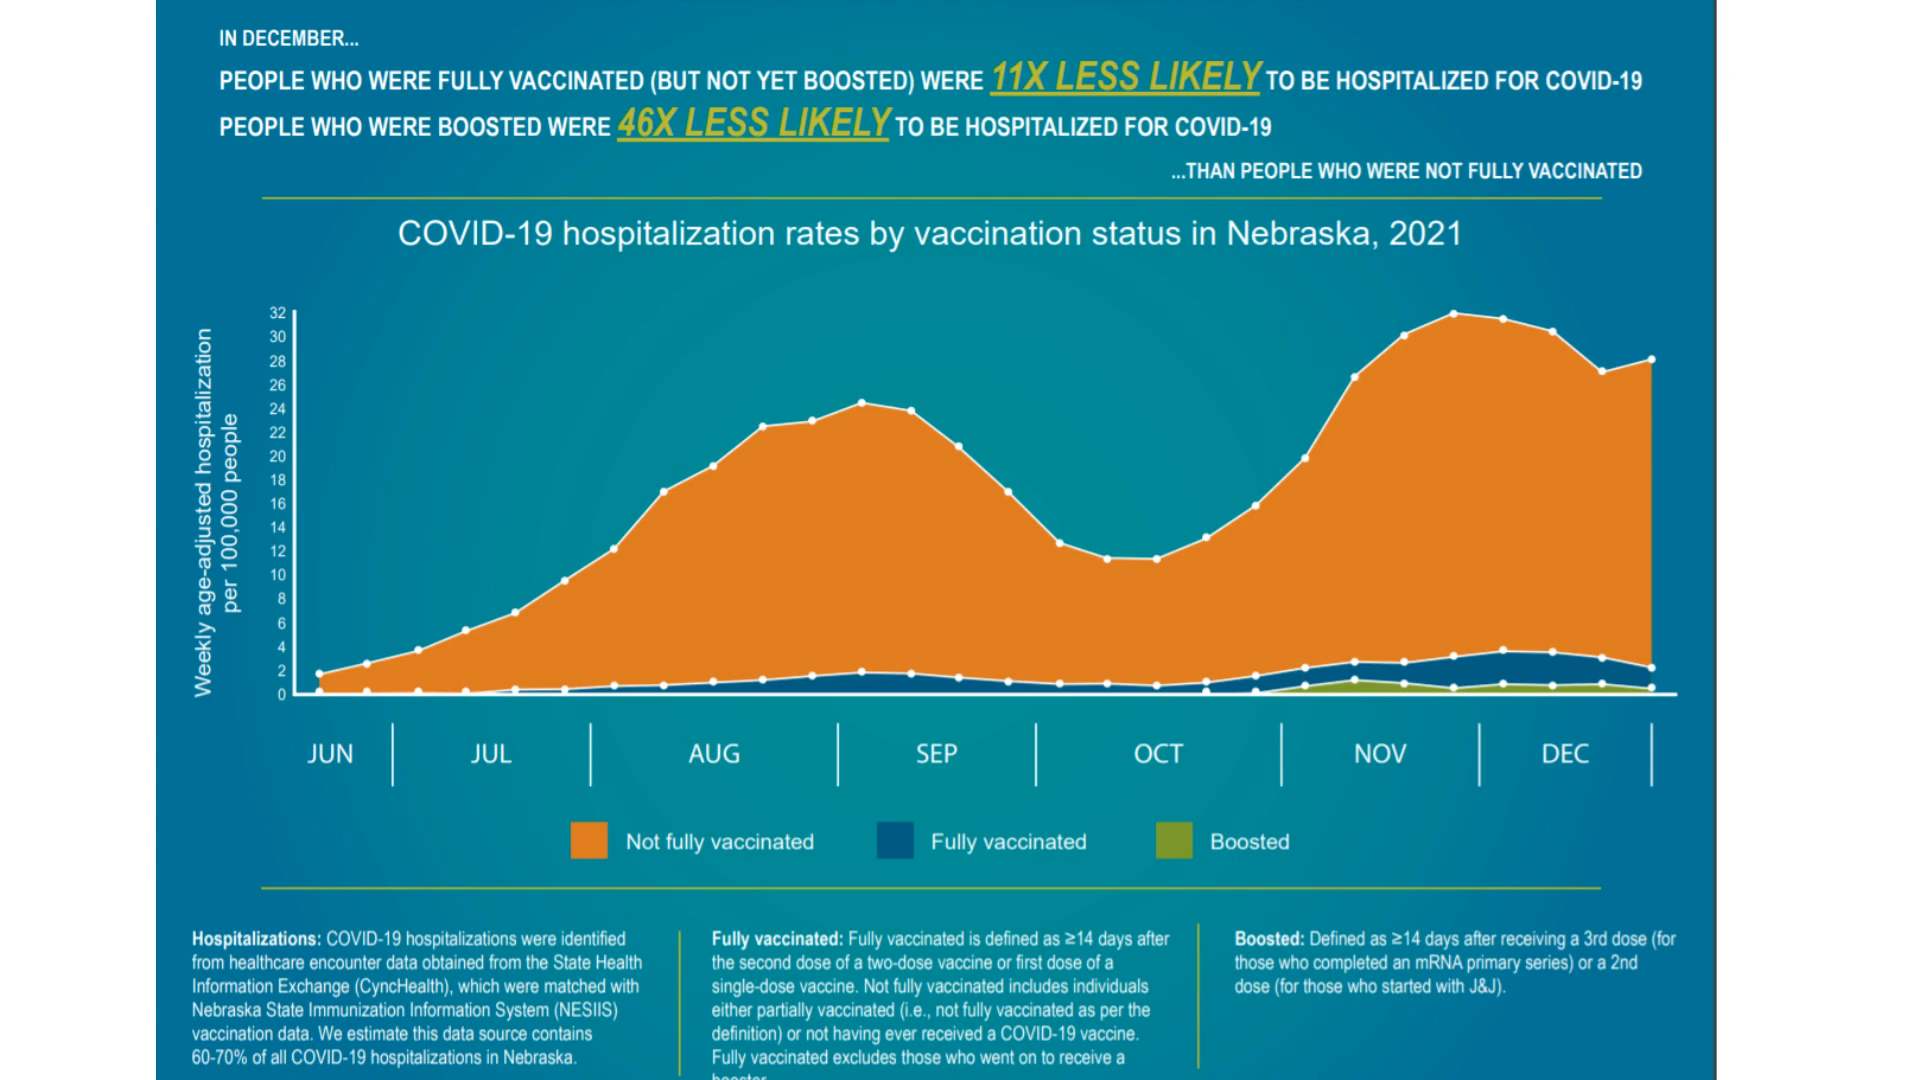 IN DECEMBER...
PEOPLE WHO WERE FULLY VACCINATED (BUT NOT YET BOOSTED) WERE 11X LESS LIKELY TO BE HOSPITALIZED FOR COVID-19
PEOPLE WHO WERE BOOSTED WERE 46X LESS LIKELY TO BE HOSPITALIZED FOR COVID-19
...THAN PEOPLE WHO WERE NOT FULLY VACCINATED
COVID-19 hospitalization rates by vaccination status in Nebraska, 2021
Weekly age-adjusted hospitalization
per 100,000 people
32
30
28
26
24
22
20
18
16
14
12
10
8
6
4
2
0
JUN
JUL
AUG
SEP
OCT
NOV
DEC
Not fully vaccinated
Fully vaccinated
Boosted
Hospitalizations: COVID-19 hospitalizations were identified
from healthcare encounter data obtained from the State Health
Information Exchange (CyncHealth), which were matched with
Nebraska State Immunization Information System (NESIIS)
vaccination data. We estimate this data source contains
60-70% of all COVID-19 hospitalizations in Nebraska.
Fully vaccinated: Fully vaccinated is defined as ≥14 days after
the second dose of a two-dose vaccine or first dose of a
single-dose vaccine. Not fully vaccinated includes individuals
either partially vaccinated (i.e., not fully vaccinated as per the
definition) or not having ever received a COVID-19 vaccine.
Fully vaccinated excludes those who went on to receive a
Boosted: Defined as ≥14 days after receiving a 3rd dose (for
those who completed an mRNA primary series) or a 2nd
dose (for those who started with J&J).